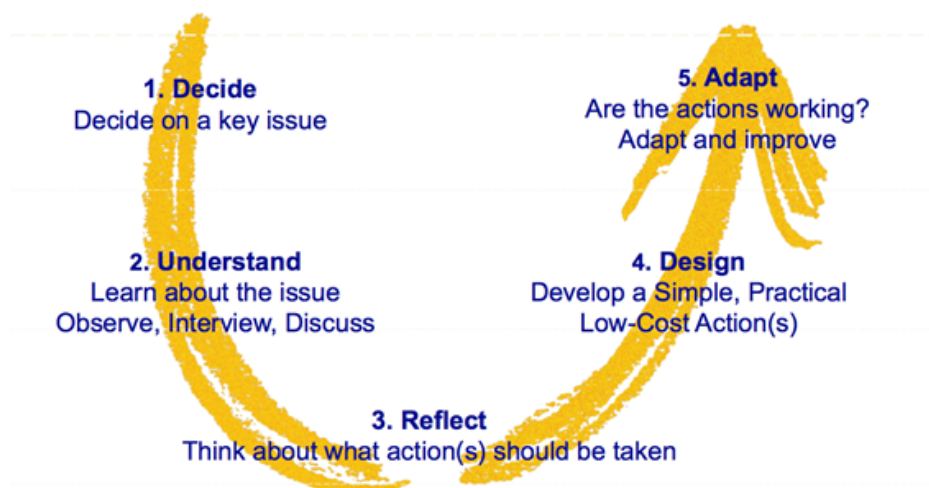 1. Decide
Decide on a key issue
2. Understand
Learn about the issue
Observe, Interview, Discuss
3. Reflect
Think about what action(s) should be taken
4. Design
Develop a Simple, Practical
Low-Cost Action(s)
5. Adapt
Are the actions working?
Adapt and improve